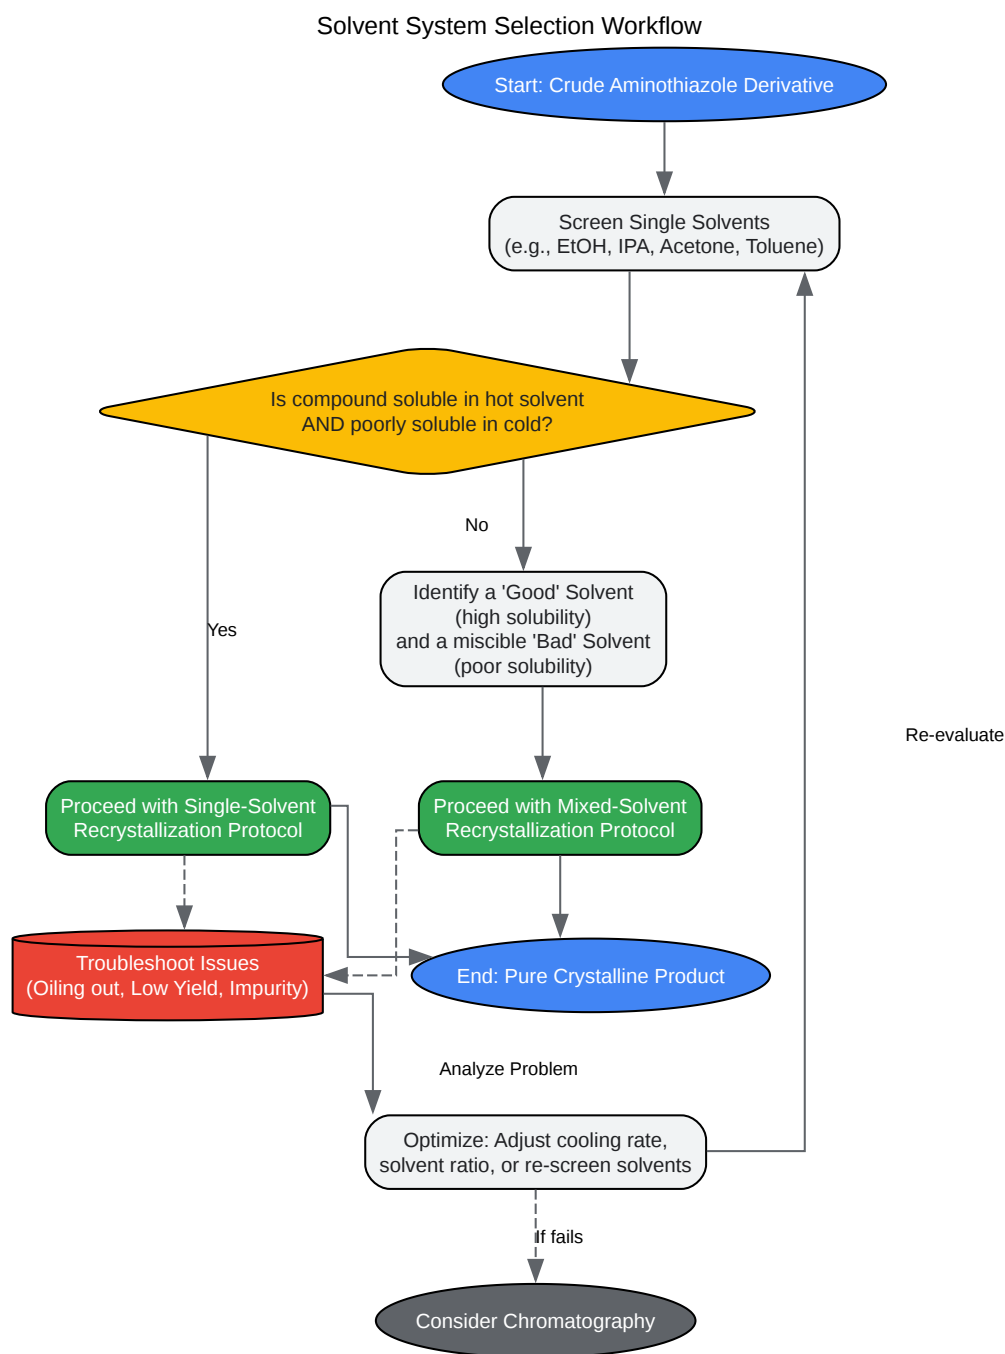 Solvent System Selection Workflow
Start: Crude Aminothiazole Derivative
Screen Single Solvents
(e.g., EtOH, IPA, Acetone, Toluene)
Is compound soluble in hot solvent
AND poorly soluble in cold?
No
Identify a 'Good' Solvent
(high solubility)
and a miscible 'Bad' Solvent
(poor solubility)
Yes
Re-evaluate
Proceed with Single-Solvent
Recrystallization Protocol
Proceed with Mixed-Solvent
Recrystallization Protocol
Troubleshoot Issues
(Oiling out, Low Yield, Impurity)
End: Pure Crystalline Product
Analyze Problem
Optimize: Adjust cooling rate,
solvent ratio, or re-screen solvents
If fails
Consider Chromatography